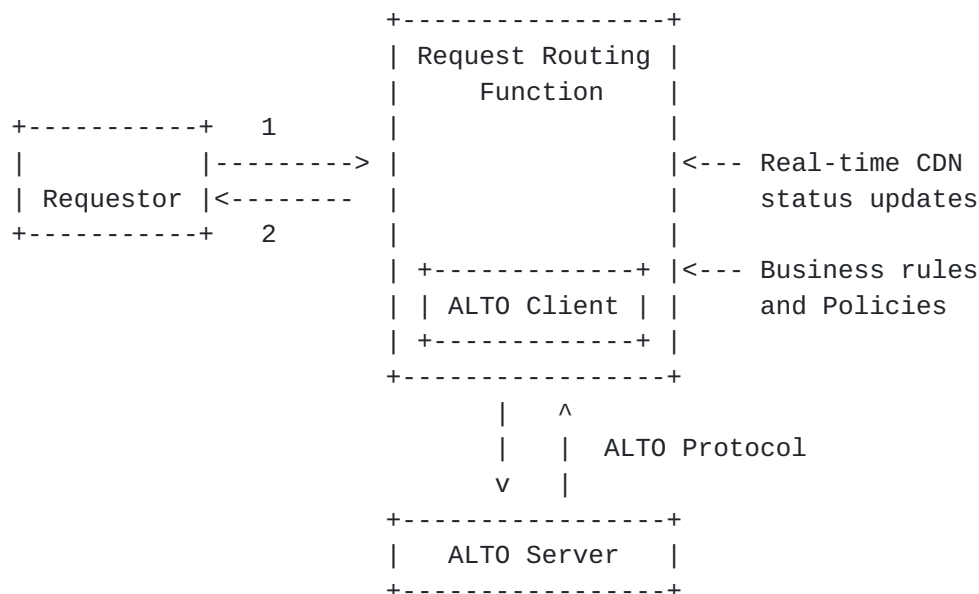 Request Routing
Function
1
Real-time CDN
Requestor
status updates
2
Business rules
ALTO Client
and Policies
ALTO Protocol
v
ALTO Server